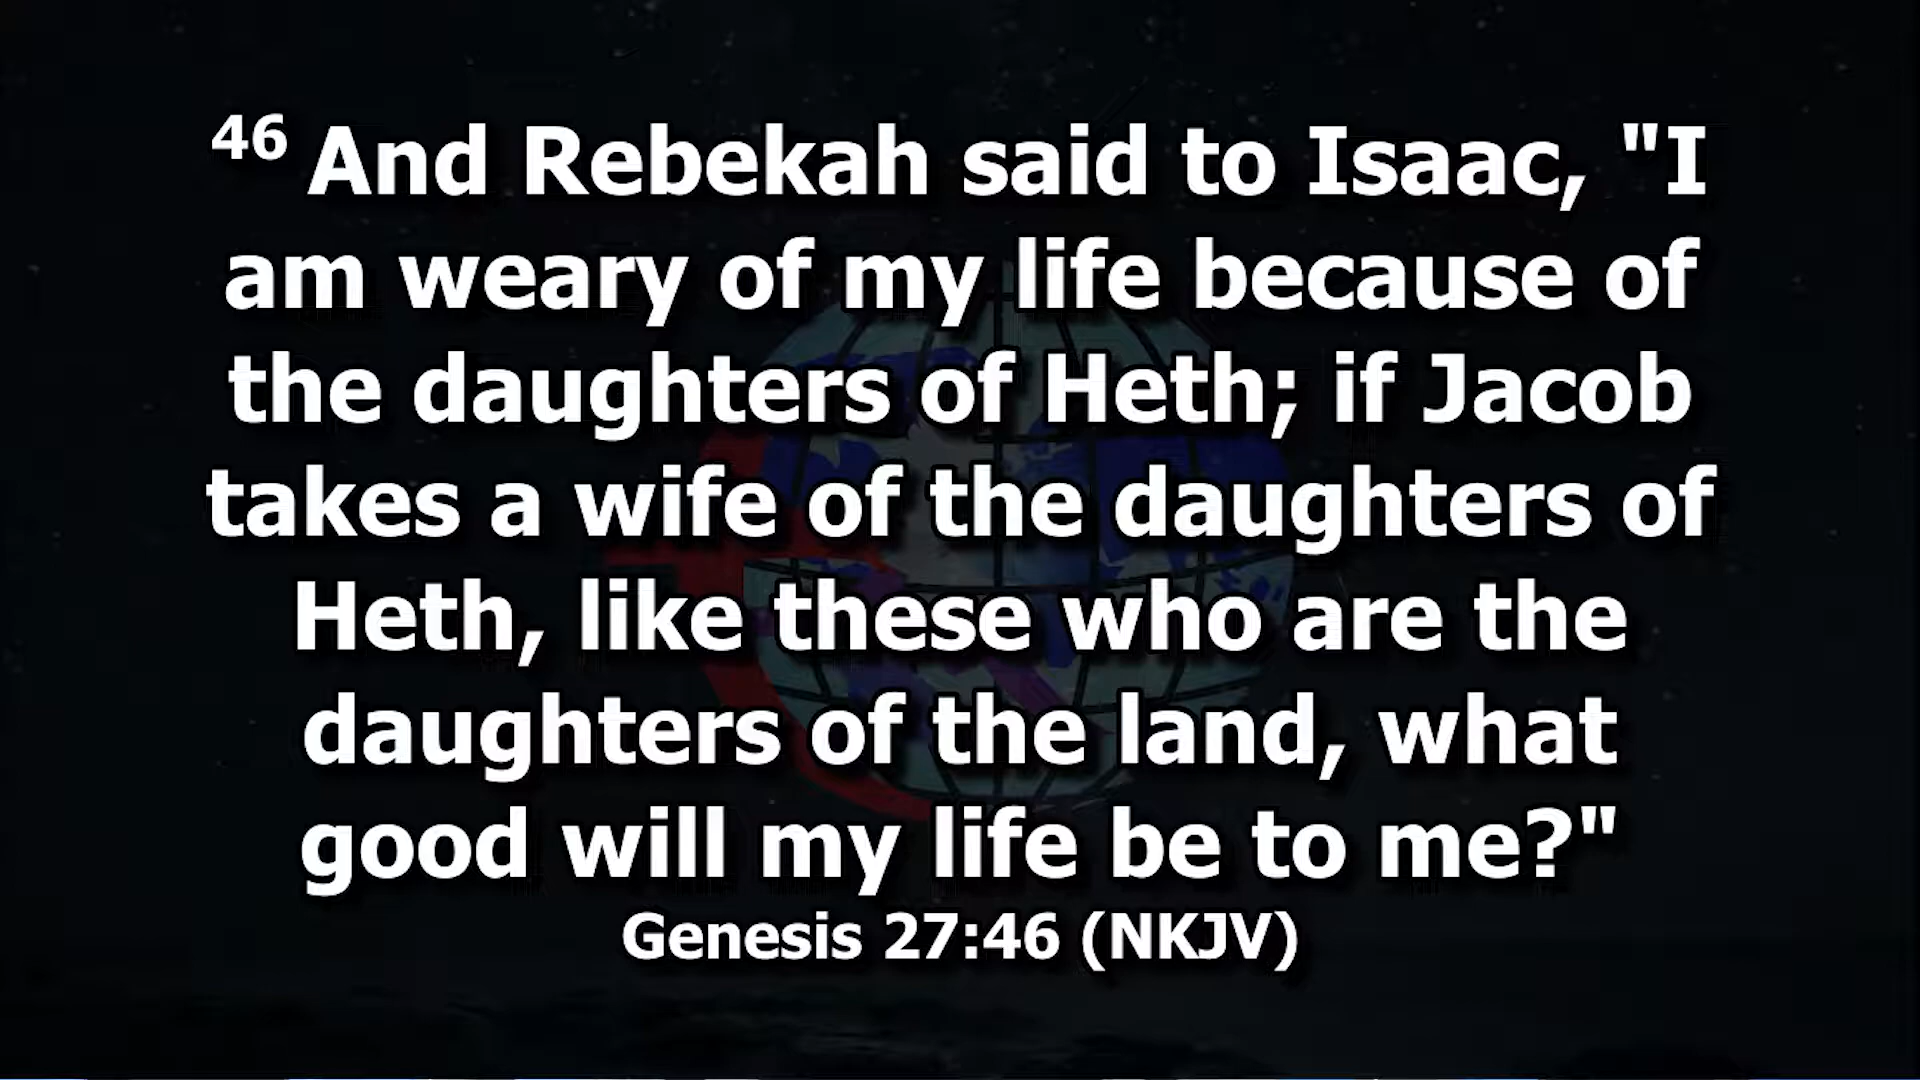 46 And Rebekah said to Isaac, "I
am weary of my life because of
the daughters of Heth; if Jacob
takes a wife of the daughters of
Heth, like these who are the
daughters of the land, what
good will my life be to me?"
Genesis 27:46 (NKJV)